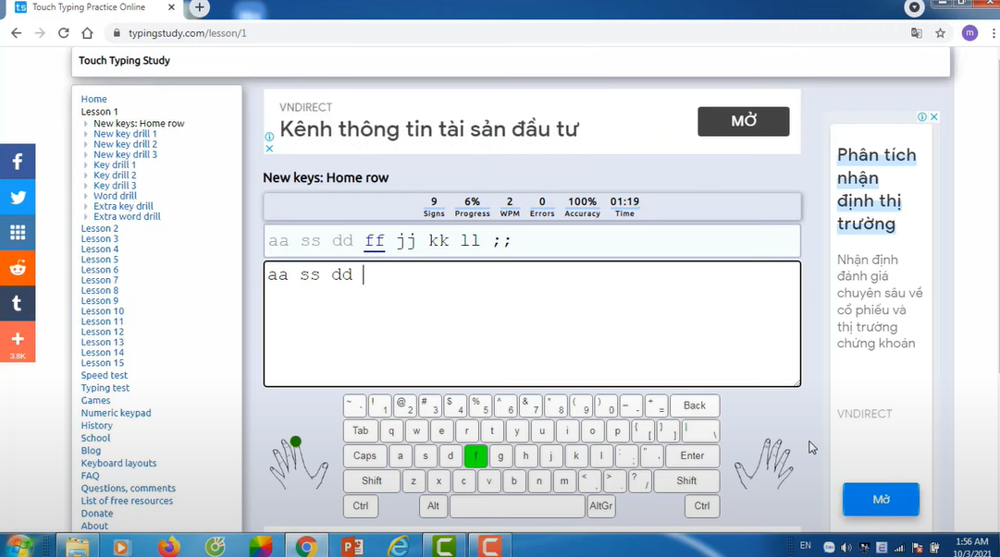 Touch Typing Practice Online
typingstudy.com/lesson/1
m
Touch Typing Study
Home
Lesson 1
New keys: Home row
New key drill 1
New key drill 2
New key drill 3
Key drill 1
Key drill 2
Key drill 3
Word drill
Extra key drill
Extra word drill
Lesson 2
Lesson 3
Lesson 4
Lesson 5
Lesson 6
Lesson 7
Lesson 8
Lesson 9
Lesson 10
Lesson 11
Lesson 12
Lesson 13
Lesson 14
Lesson 15
Speed test
Typing test
Games
Numeric keypad
History
School
Blog
Keyboard layouts
FAQ
Questions, comments
List of free resources
Donate
About
3.8K
VNDIRECT
Kênh thông tin tài sản đầu tư
MỞ
New keys: Home row
9 6% 2 0 100% 01:19
Signs Progress WPM Errors Accuracy Time
aa ss dd ff jj kk ll ;;
aa ss dd
! 1 @ 2 # 3 $ 4 % 5 ^ 6 & 7 * 8 ( 9 ) 0 _ - + = Back
Tab q w e r t y u i o p { [ } ] | \
Caps a s d f g h j k l : ; " ' Enter
Shift z x c v b n m < , > . ? / Shift
Ctrl Alt AltGr Ctrl
Phân tích
nhận
định thị
trường
Nhận định
đánh giá
chuyên sâu về
cổ phiếu và
thị trường
chứng khoán
VNDIRECT
Mở
EN
1:56 AM
10/3/2021